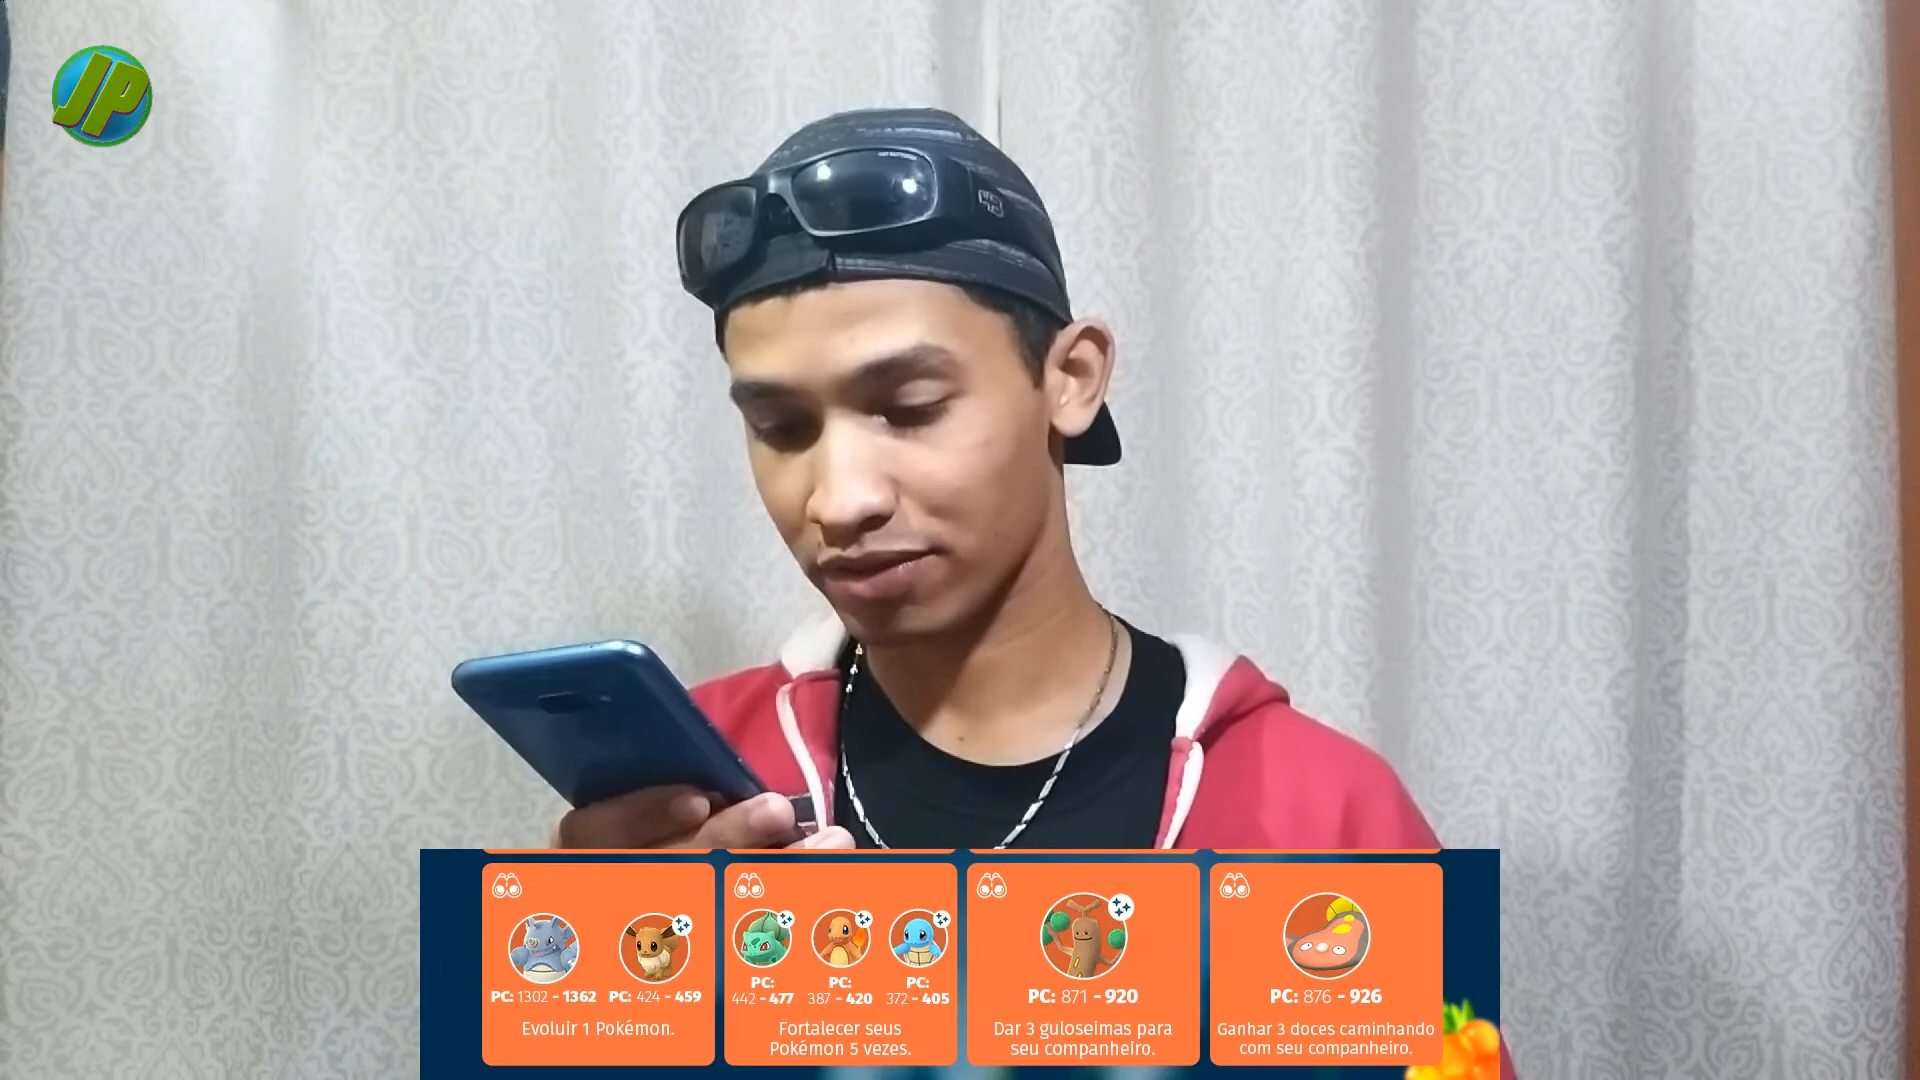 JP
PC: 1302 - 1362
PC: 424 - 459
Evoluir 1 Pokémon.
PC:
442 - 477
PC:
387 - 420
PC:
372 - 405
Fortalecer seus
Pokémon 5 vezes.
PC: 871 - 920
Dar 3 guloseimas para
seu companheiro.
PC: 876 - 926
Ganhar 3 doces caminhando
com seu companheiro.